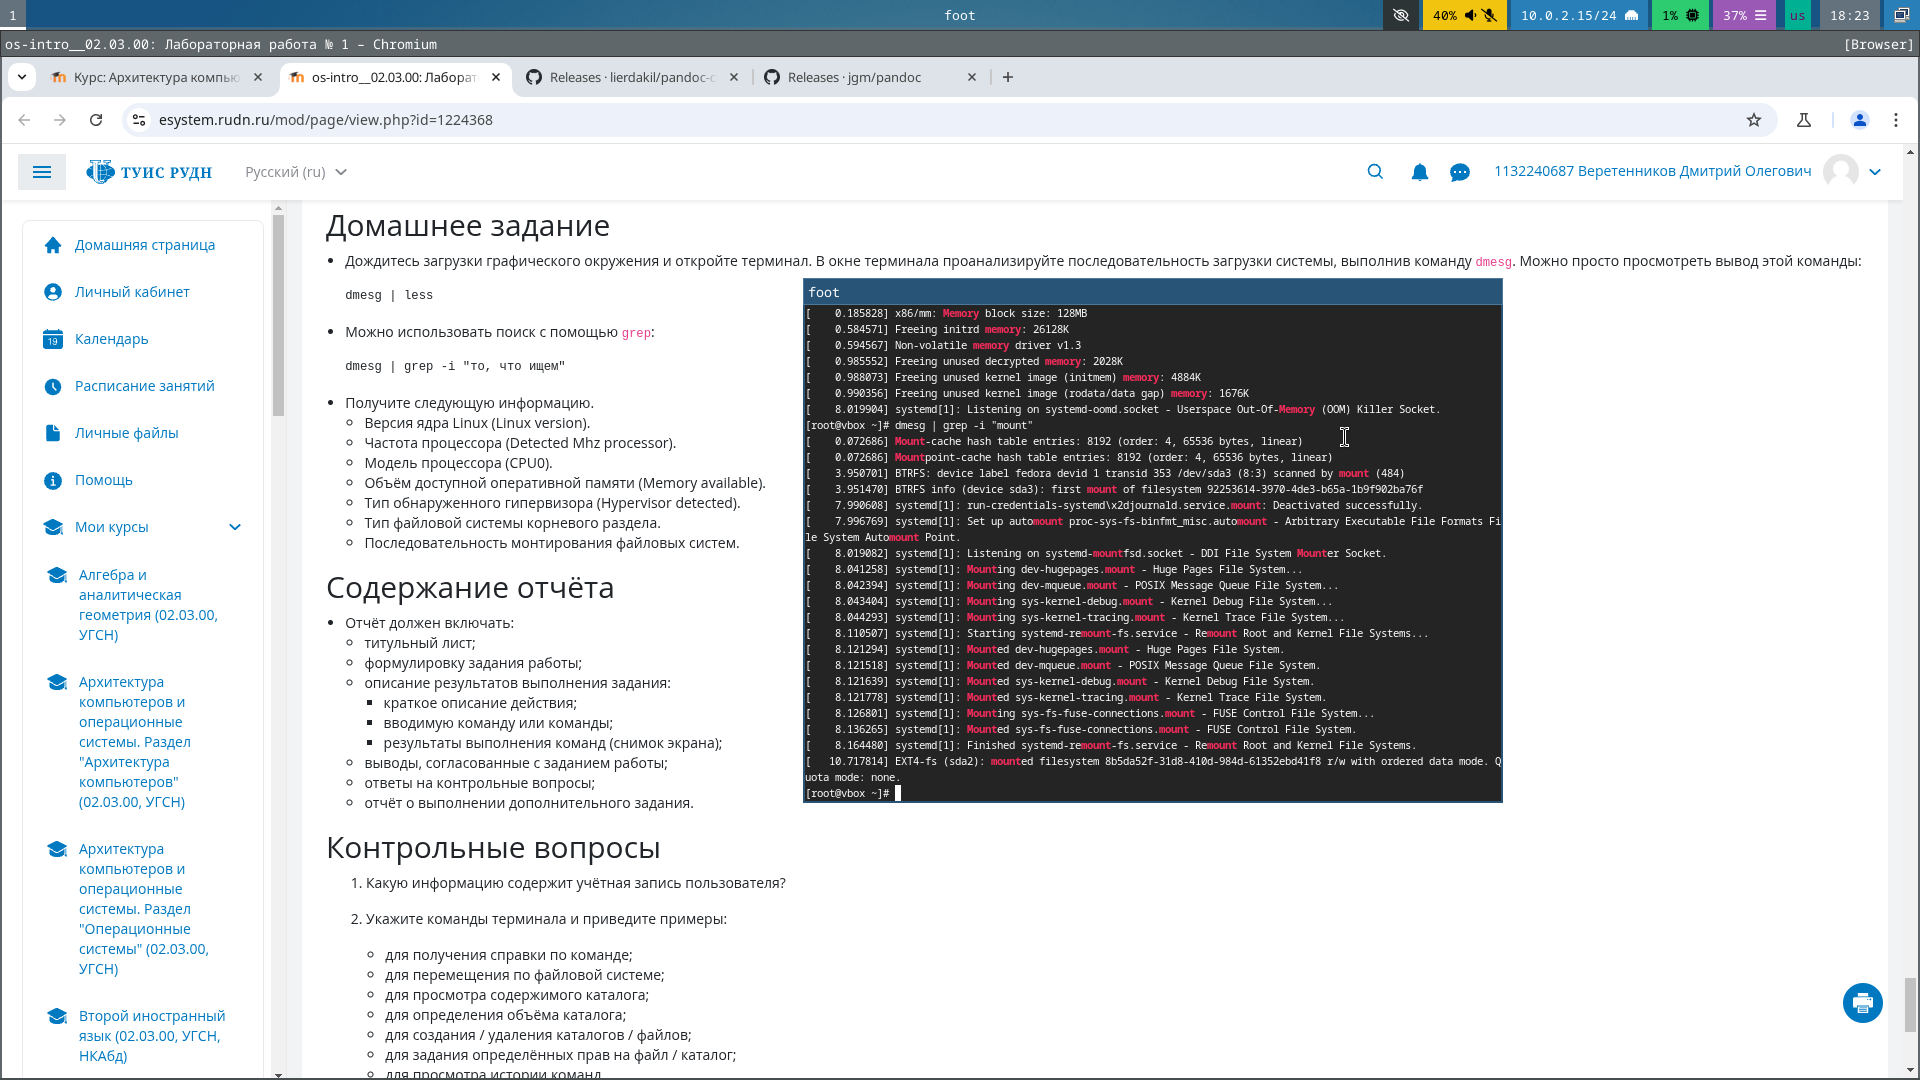 1
foot
40%
10.0.2.15/24
1%
37%
us
18:23
os-intro__02.03.00: Лабораторная работа № 1 – Chromium
[Browser]
Курс: Архитектура компью
os-intro__02.03.00: Лаборат
Releases · lierdakil/pandoc-c
Releases · jgm/pandoc
esystem.rudn.ru/mod/page/view.php?id=1224368
ТУИС РУДН
Русский (ru)
1132240687 Веретенников Дмитрий Олегович
Домашняя страница
Личный кабинет
19
Календарь
Расписание занятий
Личные файлы
Помощь
Мои курсы
Алгебра и
аналитическая
геометрия (02.03.00,
УГСН)
Архитектура
компьютеров и
операционные
системы. Раздел
"Архитектура
компьютеров"
(02.03.00, УГСН)
Архитектура
компьютеров и
операционные
системы. Раздел
"Операционные
системы" (02.03.00,
УГСН)
Второй иностранный
язык (02.03.00, УГСН,
НКАбд)
Домашнее задание
Дождитесь загрузки графического окружения и откройте терминал. В окне терминала проанализируйте последовательность загрузки системы, выполнив команду dmesg. Можно просто просмотреть вывод этой команды:
dmesg | less
Можно использовать поиск с помощью grep:
dmesg | grep -i "то, что ищем"
Получите следующую информацию.
Версия ядра Linux (Linux version).
Частота процессора (Detected Mhz processor).
Модель процессора (CPU0).
Объём доступной оперативной памяти (Memory available).
Тип обнаруженного гипервизора (Hypervisor detected).
Тип файловой системы корневого раздела.
Последовательность монтирования файловых систем.
Содержание отчёта
Отчёт должен включать:
титульный лист;
формулировку задания работы;
описание результатов выполнения задания:
краткое описание действия;
вводимую команду или команды;
результаты выполнения команд (снимок экрана);
выводы, согласованные с заданием работы;
ответы на контрольные вопросы;
отчёт о выполнении дополнительного задания.
Контрольные вопросы
1. Какую информацию содержит учётная запись пользователя?
2. Укажите команды терминала и приведите примеры:
для получения справки по команде;
для перемещения по файловой системе;
для просмотра содержимого каталога;
для определения объёма каталога;
для создания / удаления каталогов / файлов;
для задания определённых прав на файл / каталог;
для просмотра истории команд
foot
[    0.185828] x86/mm: Memory block size: 128MB
[    0.584571] Freeing initrd memory: 26128K
[    0.594567] Non-volatile memory driver v1.3
[    0.985552] Freeing unused decrypted memory: 2028K
[    0.988073] Freeing unused kernel image (initmem) memory: 4884K
[    0.990356] Freeing unused kernel image (rodata/data gap) memory: 1676K
[    8.019904] systemd[1]: Listening on systemd-oomd.socket - Userspace Out-Of-Memory (OOM) Killer Socket.
[root@vbox ~]# dmesg | grep -i "mount"
[    0.072686] Mount-cache hash table entries: 8192 (order: 4, 65536 bytes, linear)
[    0.072686] Mountpoint-cache hash table entries: 8192 (order: 4, 65536 bytes, linear)
[    3.950701] BTRFS: device label fedora devid 1 transid 353 /dev/sda3 (8:3) scanned by mount (484)
[    3.951470] BTRFS info (device sda3): first mount of filesystem 92253614-3970-4de3-b65a-1b9f902ba76f
[    7.990608] systemd[1]: run-credentials-systemd\x2djournald.service.mount: Deactivated successfully.
[    7.996769] systemd[1]: Set up automount proc-sys-fs-binfmt_misc.automount - Arbitrary Executable File Formats Fi
le System Automount Point.
[    8.019082] systemd[1]: Listening on systemd-mountfsd.socket - DDI File System Mounter Socket.
[    8.041258] systemd[1]: Mounting dev-hugepages.mount - Huge Pages File System...
[    8.042394] systemd[1]: Mounting dev-mqueue.mount - POSIX Message Queue File System...
[    8.043404] systemd[1]: Mounting sys-kernel-debug.mount - Kernel Debug File System...
[    8.044293] systemd[1]: Mounting sys-kernel-tracing.mount - Kernel Trace File System...
[    8.110507] systemd[1]: Starting systemd-remount-fs.service - Remount Root and Kernel File Systems...
[    8.121294] systemd[1]: Mounted dev-hugepages.mount - Huge Pages File System.
[    8.121518] systemd[1]: Mounted dev-mqueue.mount - POSIX Message Queue File System.
[    8.121639] systemd[1]: Mounted sys-kernel-debug.mount - Kernel Debug File System.
[    8.121778] systemd[1]: Mounted sys-kernel-tracing.mount - Kernel Trace File System.
[    8.126801] systemd[1]: Mounting sys-fs-fuse-connections.mount - FUSE Control File System...
[    8.136265] systemd[1]: Mounted sys-fs-fuse-connections.mount - FUSE Control File System.
[    8.164480] systemd[1]: Finished systemd-remount-fs.service - Remount Root and Kernel File Systems.
[   10.717814] EXT4-fs (sda2): mounted filesystem 8b5da52f-31d8-410d-984d-61352ebd41f8 r/w with ordered data mode. Q
uota mode: none.
[root@vbox ~]#